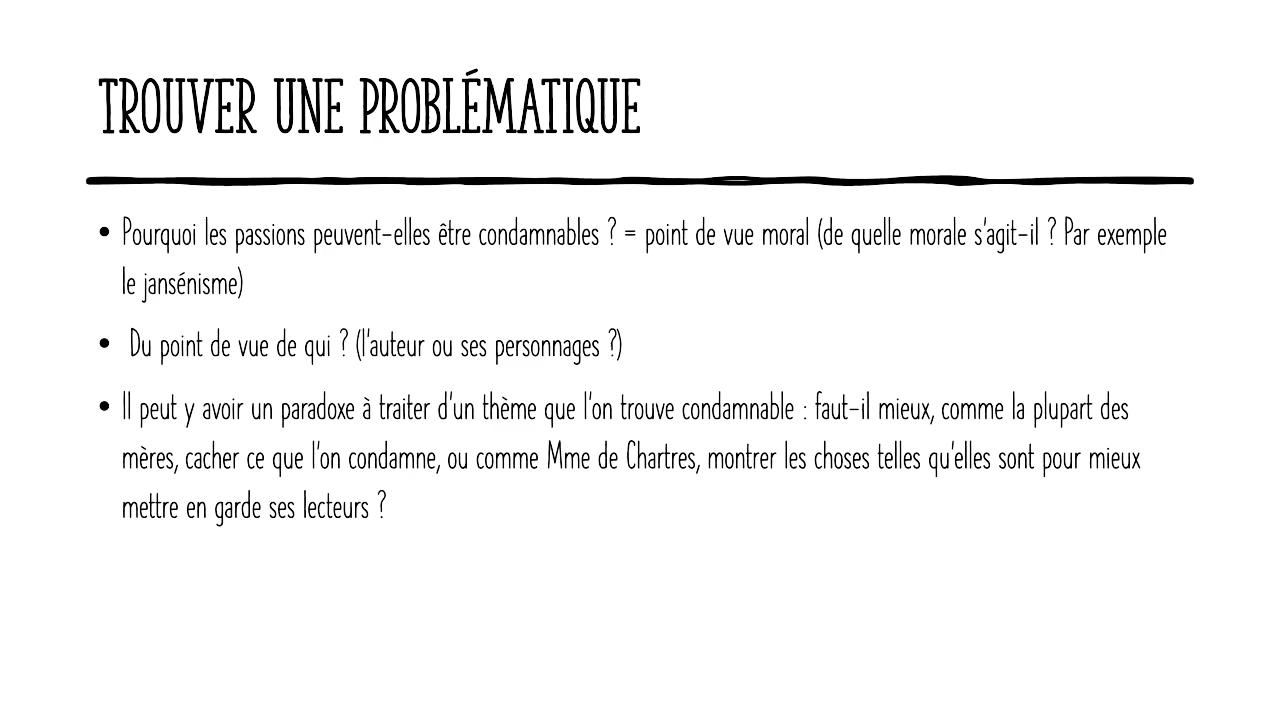 TROUVER UNE PROBLÉMATIQUE
• Pourquoi les passions peuvent-elles être condamnables ? = point de vue moral (de quelle morale s'agit-il ? Par exemple
le jansénisme)
• Du point de vue de qui ? (l'auteur ou ses personnages ?)
• Il peut y avoir un paradoxe à traiter d'un thème que l'on trouve condamnable : faut-il mieux, comme la plupart des
mères, cacher ce que l'on condamne, ou comme Mme de Chartres, montrer les choses telles qu'elles sont pour mieux
mettre en garde ses lecteurs ?